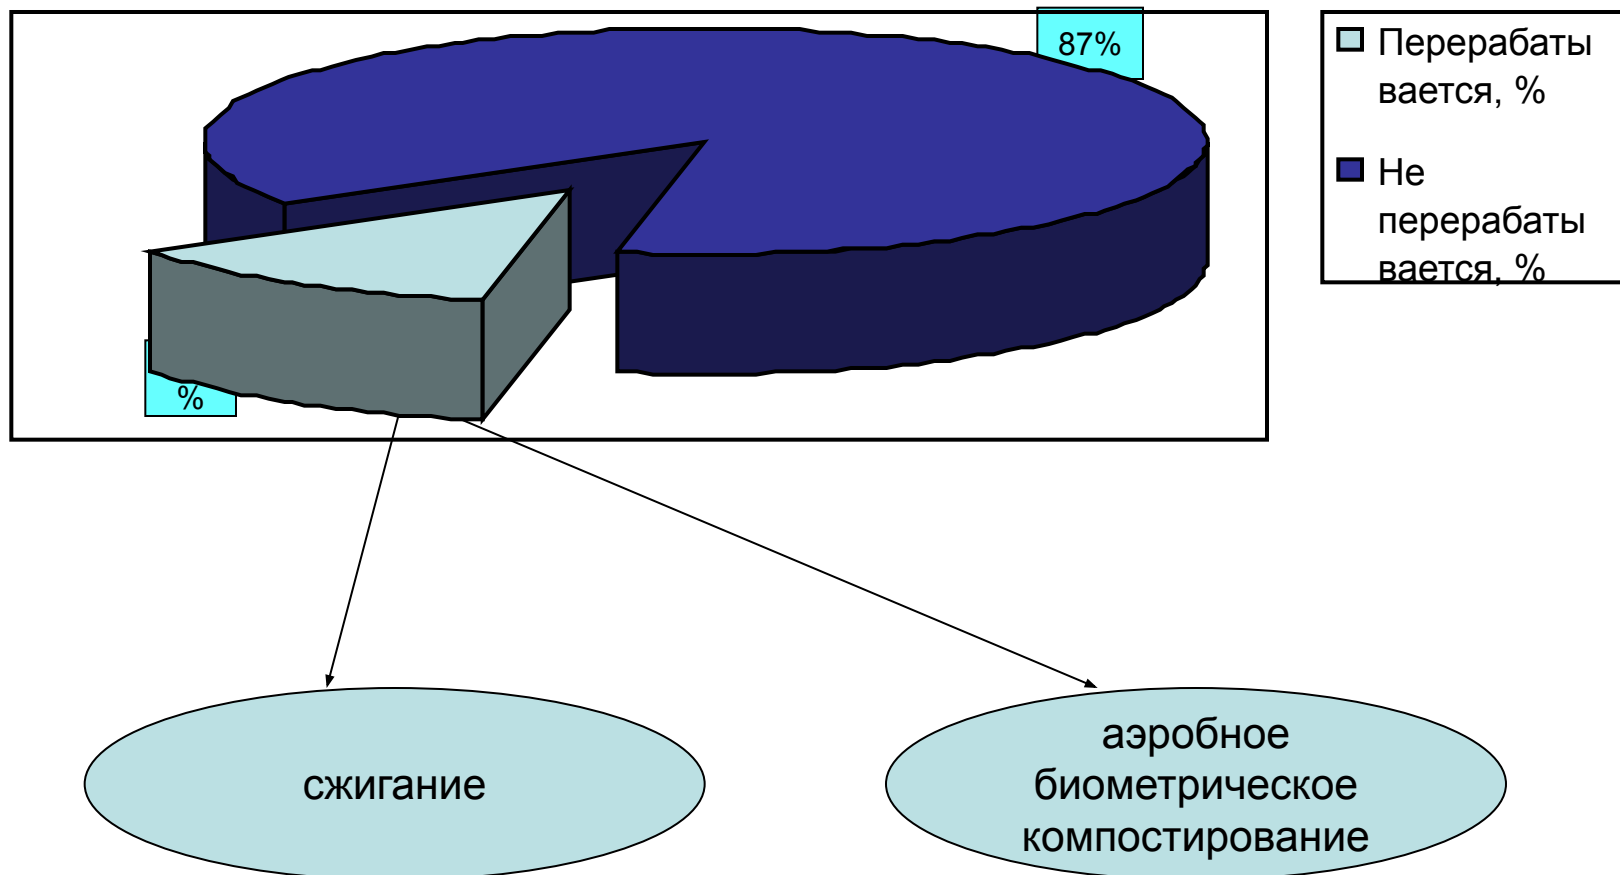 87%
Перерабаты
вается, %
Не
перерабаты
вается, %
%
сжигание
аэробное
биометрическое
компостирование